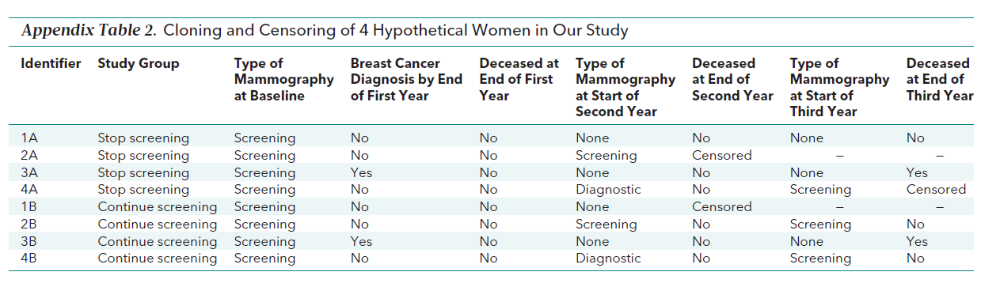 Appendix Table 2. Cloning and Censoring of 4 Hypothetical Women in Our Study
Identifier Study Group Type of Mammography at Baseline Breast Cancer Diagnosis by End of First Year Deceased at End of First Year Type of Mammography at Start of Second Year Deceased at End of Second Year Type of Mammography at Start of Third Year Deceased at End of Third Year
1A Stop screening Screening No No None No None No
2A Stop screening Screening No No Screening Censored – –
3A Stop screening Screening Yes No None No None Yes
4A Stop screening Screening No No Diagnostic No Screening Censored
1B Continue screening Screening No No None Censored – –
2B Continue screening Screening No No Screening No Screening No
3B Continue screening Screening Yes No None No None Yes
4B Continue screening Screening No No Diagnostic No Screening No